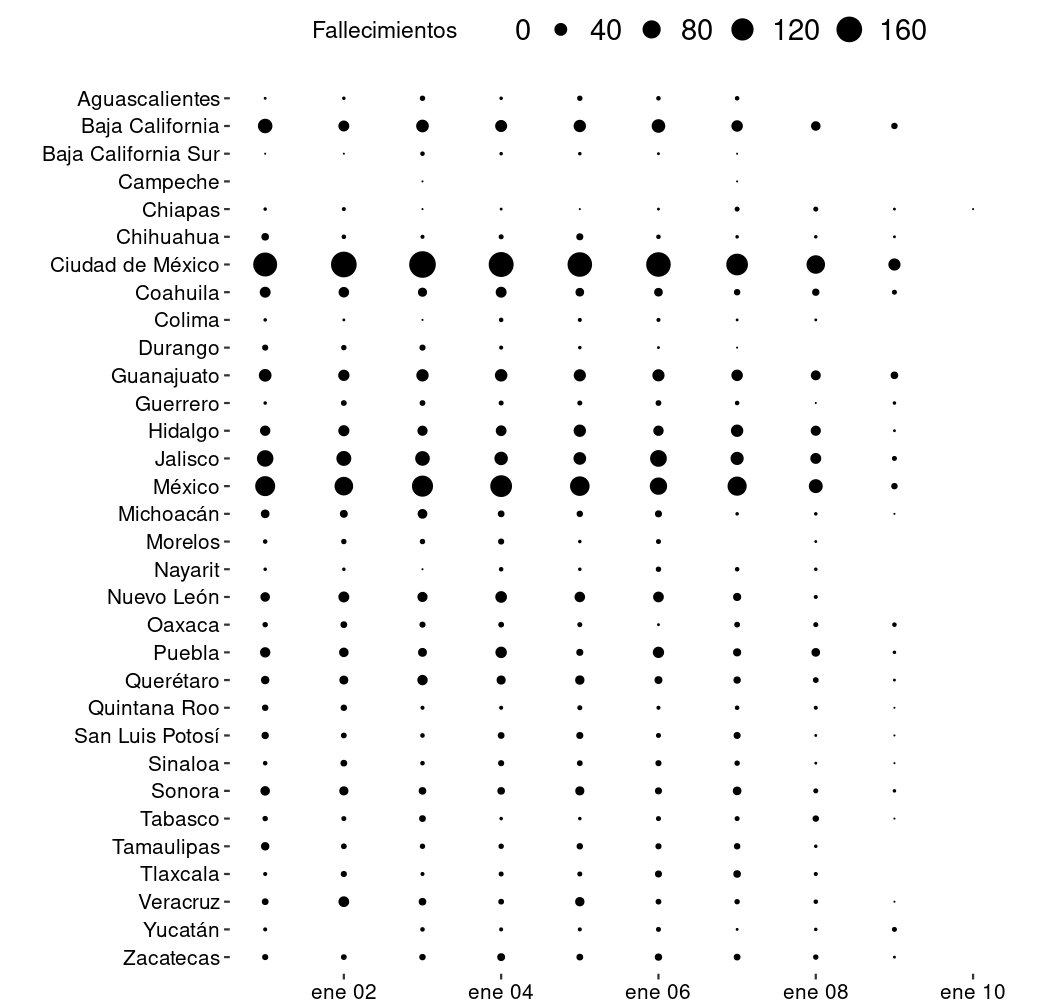 Fallecimientos 0 40 80 120 160
Aguascalientes
Baja California
Baja California Sur
Campeche
Chiapas
Chihuahua
Ciudad de México
Coahuila
Colima
Durango
Guanajuato
Guerrero
Hidalgo
Jalisco
México
Michoacán
Morelos
Nayarit
Nuevo León
Oaxaca
Puebla
Querétaro
Quintana Roo
San Luis Potosí
Sinaloa
Sonora
Tabasco
Tamaulipas
Tlaxcala
Veracruz
Yucatán
Zacatecas
ene 02 ene 04 ene 06 ene 08 ene 10